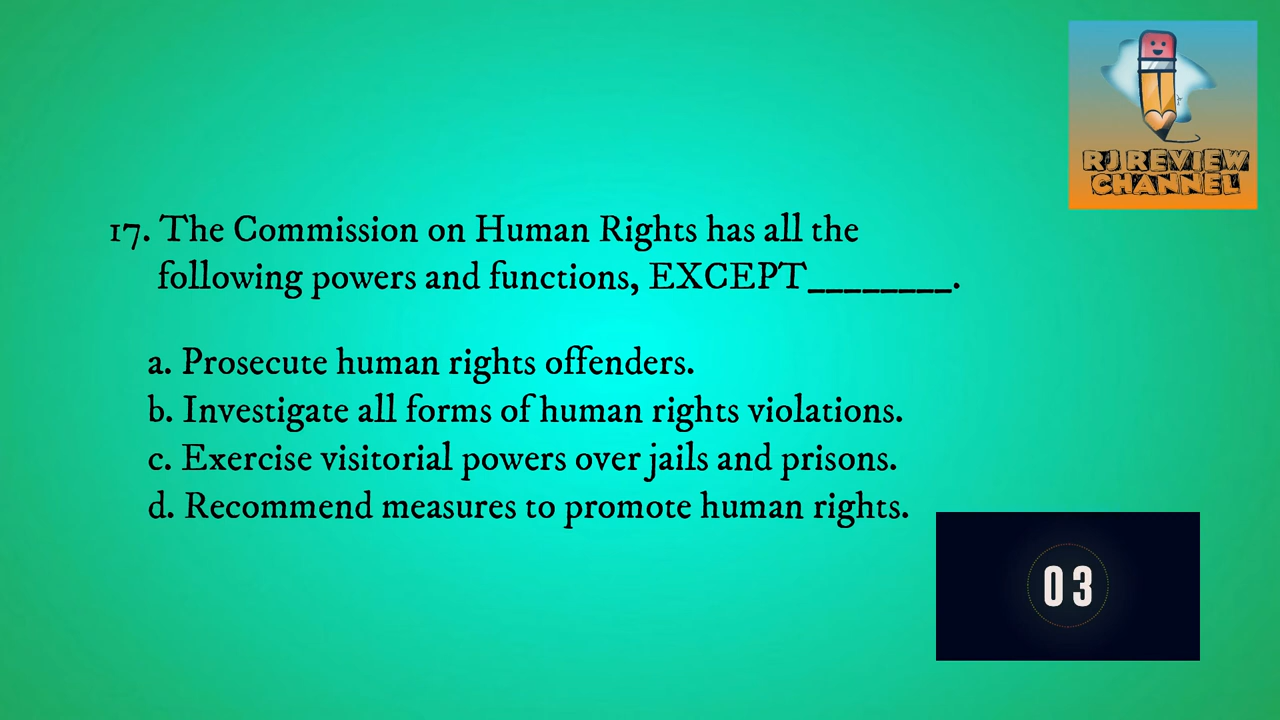 RJ REVIEW
CHANNEL
17. The Commission on Human Rights has all the
following powers and functions, EXCEPT________.
a. Prosecute human rights offenders.
b. Investigate all forms of human rights violations.
c. Exercise visitorial powers over jails and prisons.
d. Recommend measures to promote human rights.
03